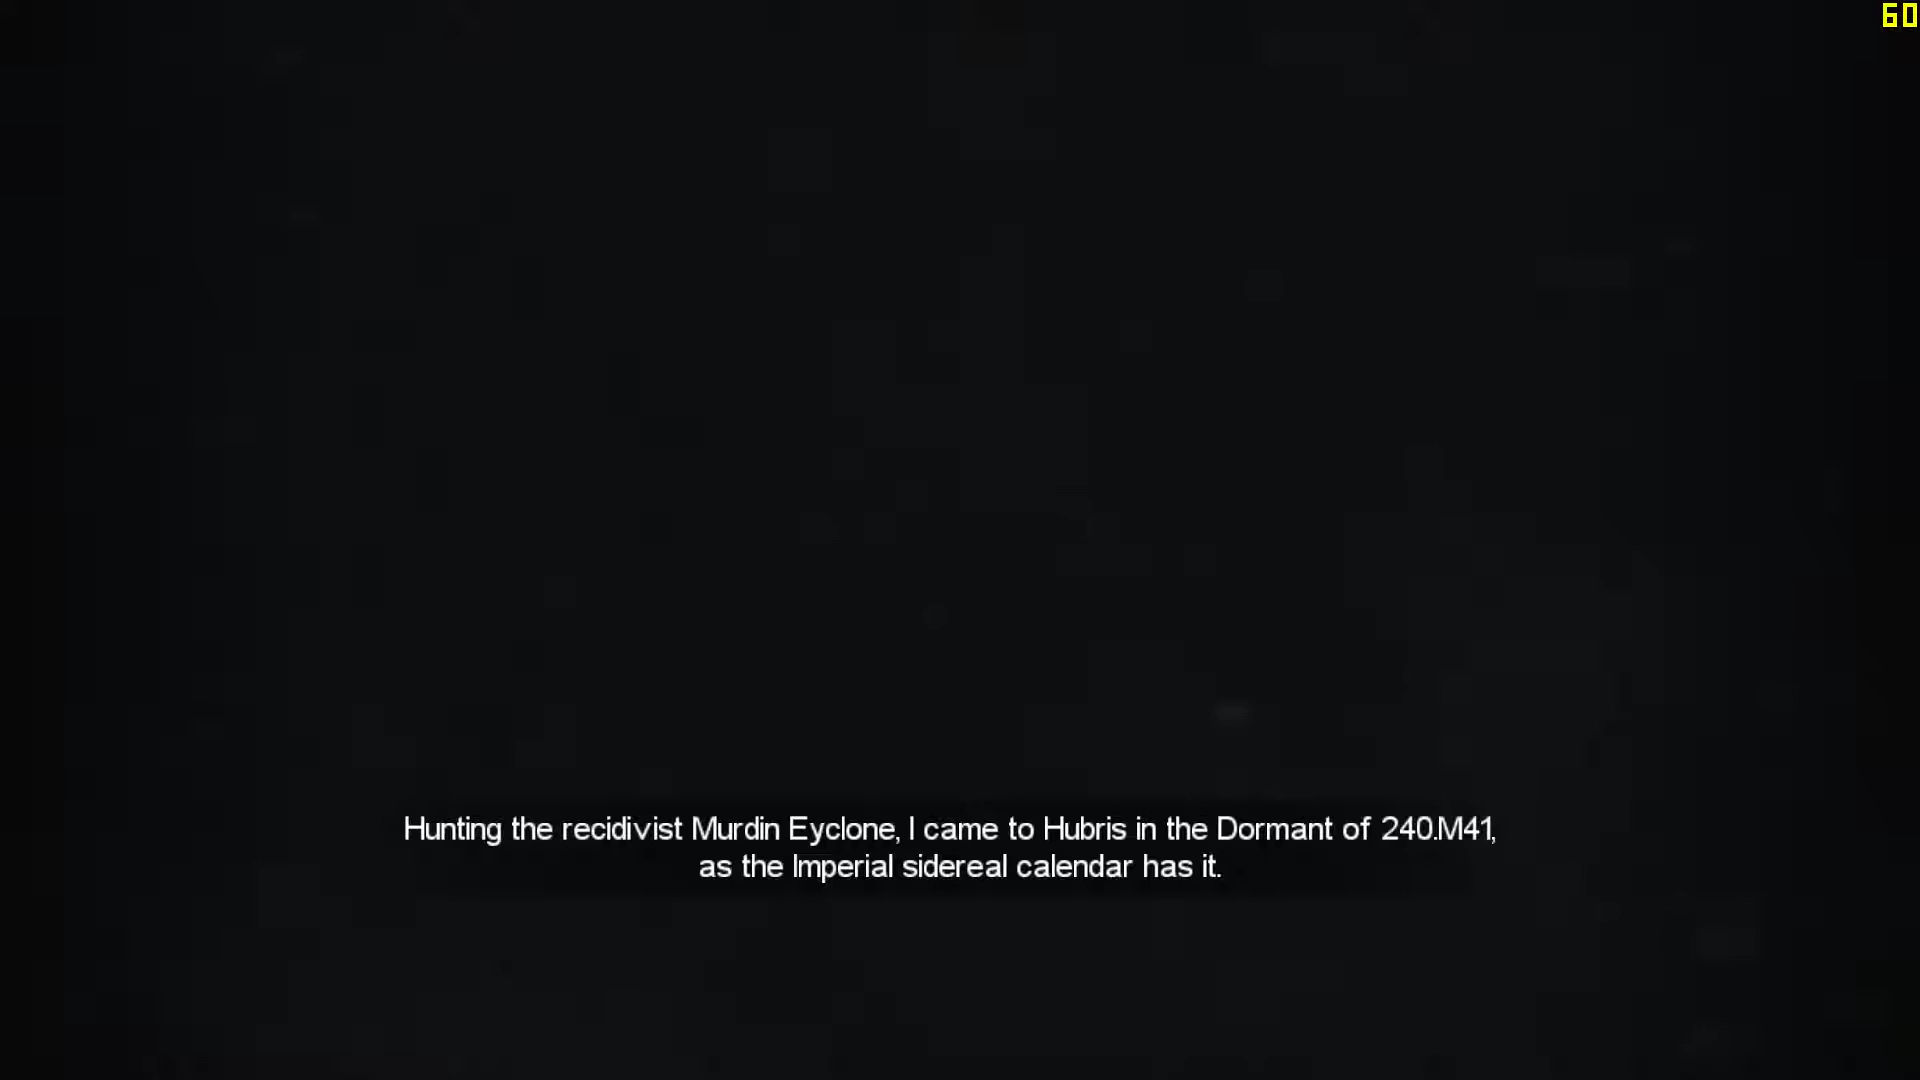 60
Hunting the recidivist Murdin Eyclone, I came to Hubris in the Dormant of 240.M41,
as the Imperial sidereal calendar has it.